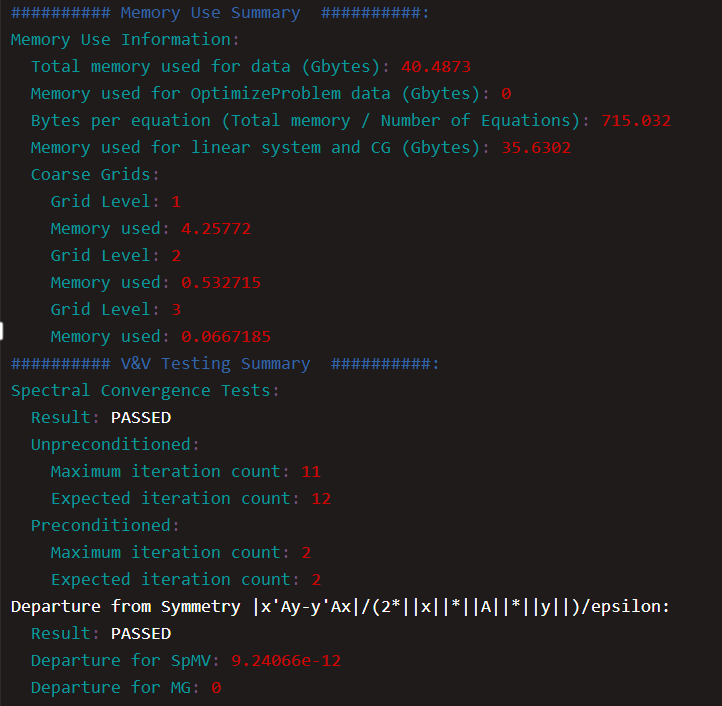 ########## Memory Use Summary  ##########:
Memory Use Information:
  Total memory used for data (Gbytes): 40.4873
  Memory used for OptimizeProblem data (Gbytes): 0
  Bytes per equation (Total memory / Number of Equations): 715.032
  Memory used for linear system and CG (Gbytes): 35.6302
  Coarse Grids:
    Grid Level: 1
    Memory used: 4.25772
    Grid Level: 2
    Memory used: 0.532715
    Grid Level: 3
    Memory used: 0.0667185
########## V&V Testing Summary  ##########:
Spectral Convergence Tests:
  Result: PASSED
  Unpreconditioned:
    Maximum iteration count: 11
    Expected iteration count: 12
  Preconditioned:
    Maximum iteration count: 2
    Expected iteration count: 2
Departure from Symmetry |x'Ay-y'Ax|/(2*||x||*||A||*||y||)/epsilon:
  Result: PASSED
  Departure for SpMV: 9.24066e-12
  Departure for MG: 0